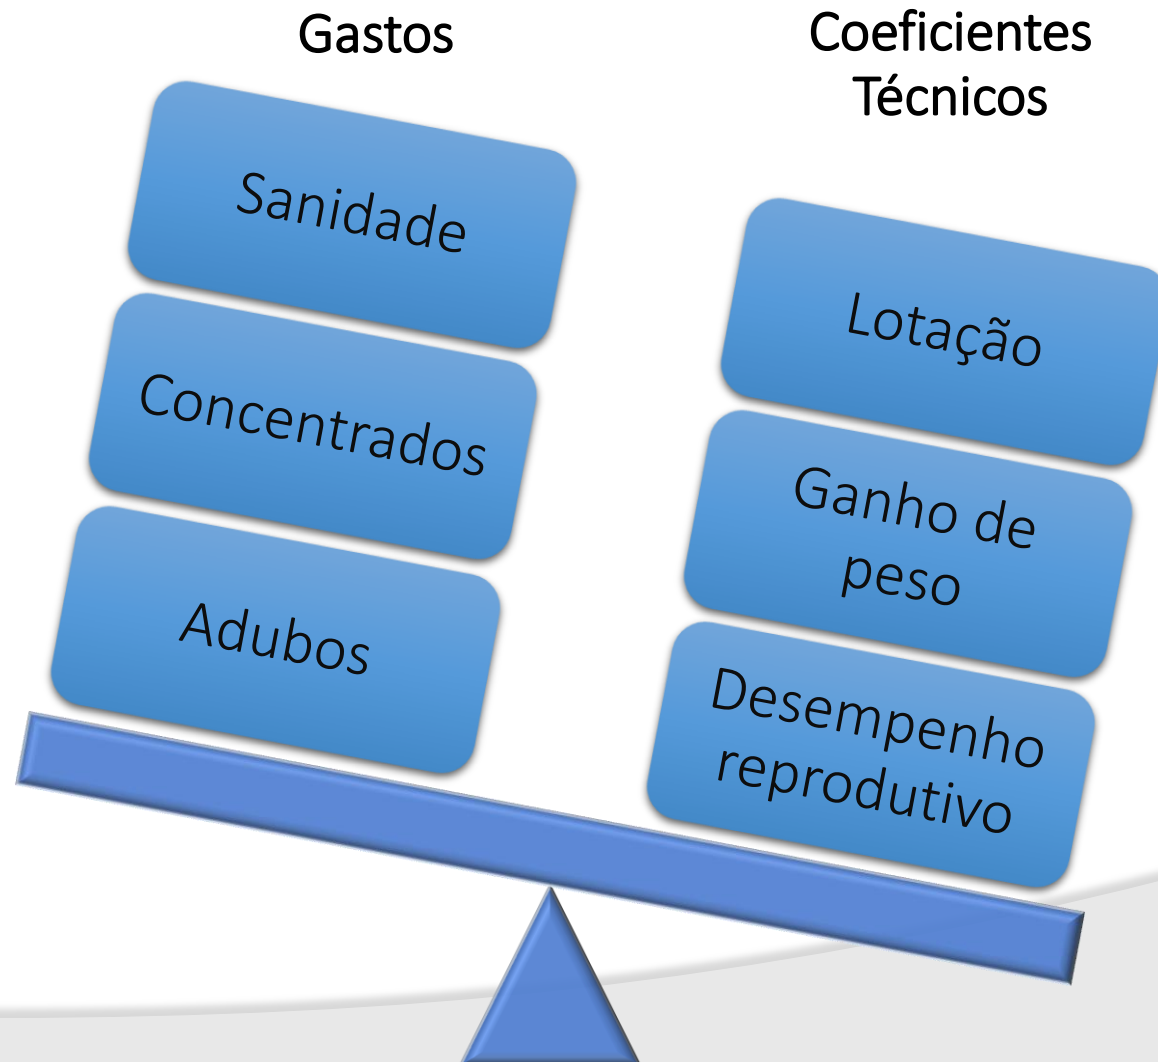 Gastos
Sanidade
Concentrados
Adubos
Coeficientes
Técnicos
Lotação
Ganho de
peso
Desempenho
reprodutivo